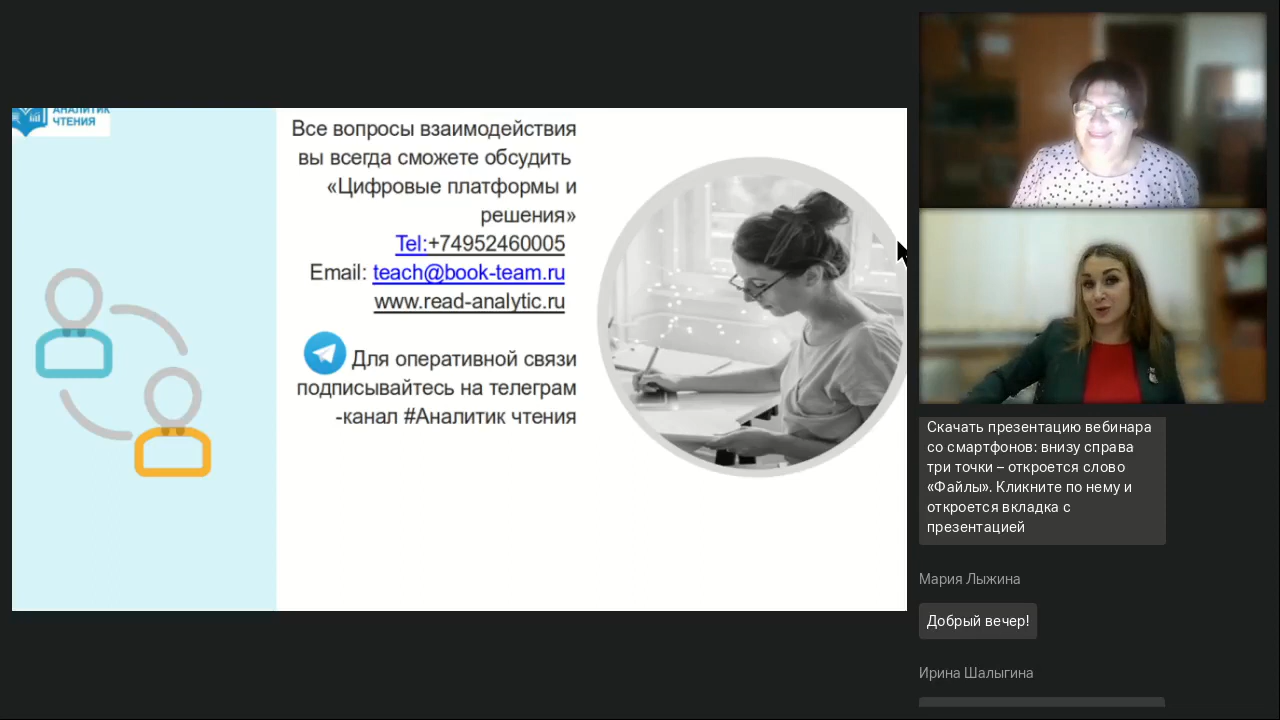 АНАЛИТИК
ЧТЕНИЯ
Все вопросы взаимодействия
вы всегда сможете обсудить
«Цифровые платформы и
решения»
Tel:+74952460005
Email: teach@book-team.ru
www.read-analytic.ru
Для оперативной связи
подписывайтесь на телеграм
-канал #Аналитик чтения
Скачать презентацию вебинара
со смартфонов: внизу справа
три точки – откроется слово
«Файлы». Кликните по нему и
откроется вкладка с
презентацией
Мария Лыжина
Добрый вечер!
Ирина Шалыгина